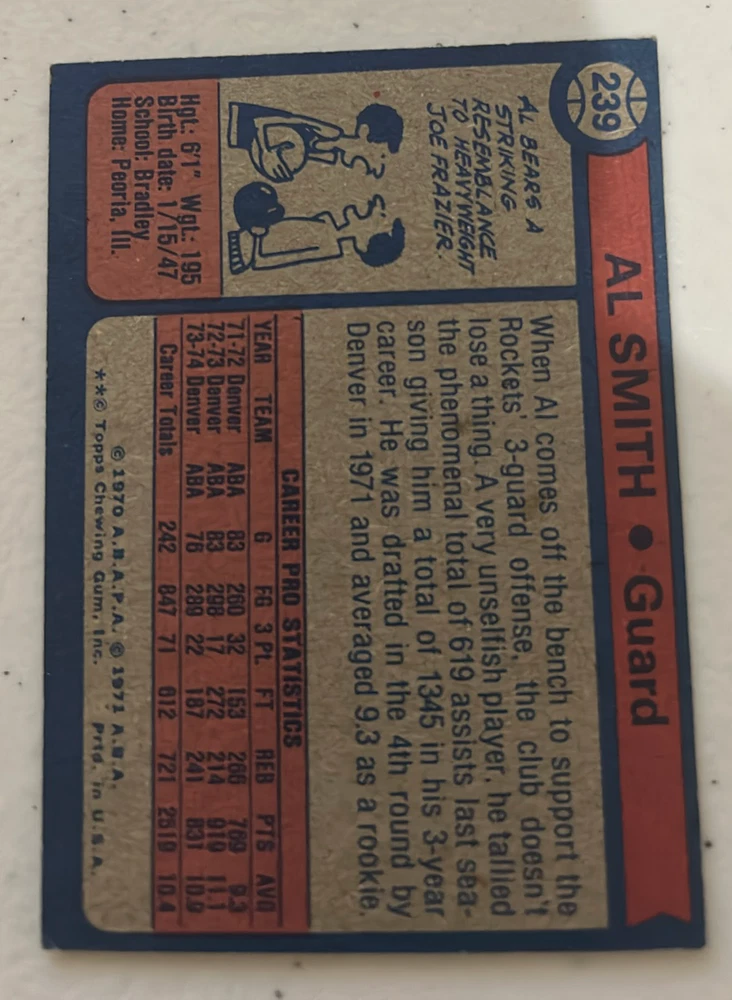 239
AL SMITH • Guard
AL BEARS A
STRIKING
RESEMBLANCE
TO HEAVYWEIGHT
JOE FRAZIER.
Hgt.: 6'1" Wgt.: 195
Birth date: 1/15/47
School: Bradley
Home: Peoria, Ill.
When Al comes off the bench to support the
Rockets' 3-guard offense, the club doesn't
lose a thing. A very unselfish player, he tallied
the phenomenal total of 619 assists last sea-
son giving him a total of 1345 in his 3-year
career. He was drafted in the 4th round by
Denver in 1971 and averaged 9.3 as a rookie.
CAREER PRO STATISTICS
YEAR TEAM G FG 3 Pt. FT REB PTS AVG
71-72 Denver ABA 83 260 32 153 266 769 9.3
72-73 Denver ABA 83 298 17 272 214 919 11.1
73-74 Denver ABA 76 289 22 187 241 831 10.9
Career Totals 242 847 71 612 721 2519 10.4
© 1970 A.B.A.P.A. © 1971 A.B.A.
**© Topps Chewing Gum, Inc. Prtd. in U.S.A.